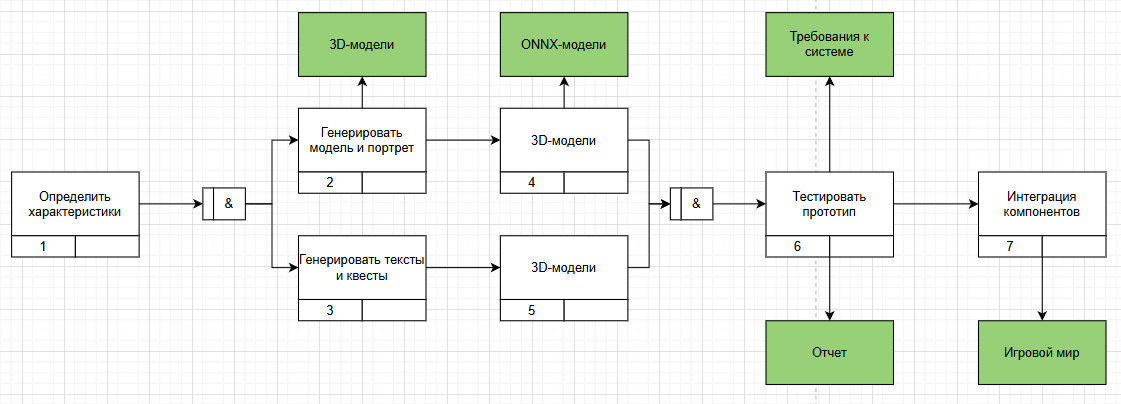 3D-модели
ONNX-модели
Требования к
системе
Генерировать
модель и портрет
2
3D-модели
4
Определить
характеристики
1
&
&
Тестировать
прототип
6
Интеграция
компонентов
7
Генерировать тексты
и квесты
3
3D-модели
5
Отчет
Игровой мир